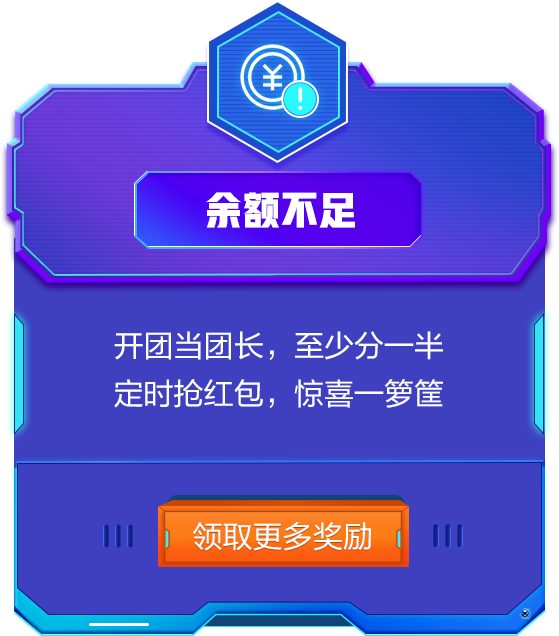 余额不足
开团当团长，至少分一半
定时抢红包，惊喜一箩筐
领取更多奖励